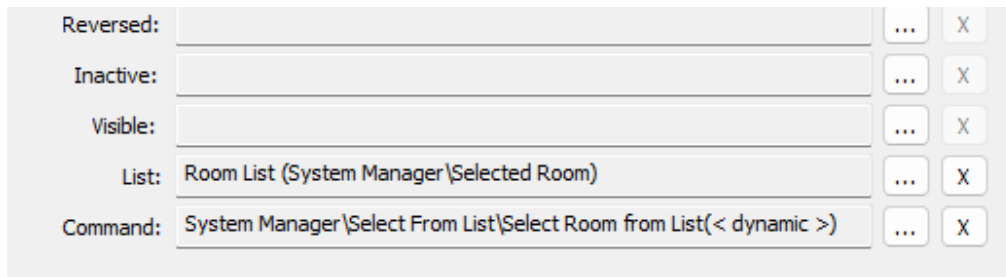 Reversed: ... X
Inactive: ... X
Visible: ... X
List: Room List (System Manager\Selected Room) ... X
Command: System Manager\Select From List\Select Room from List(< dynamic >) ... X